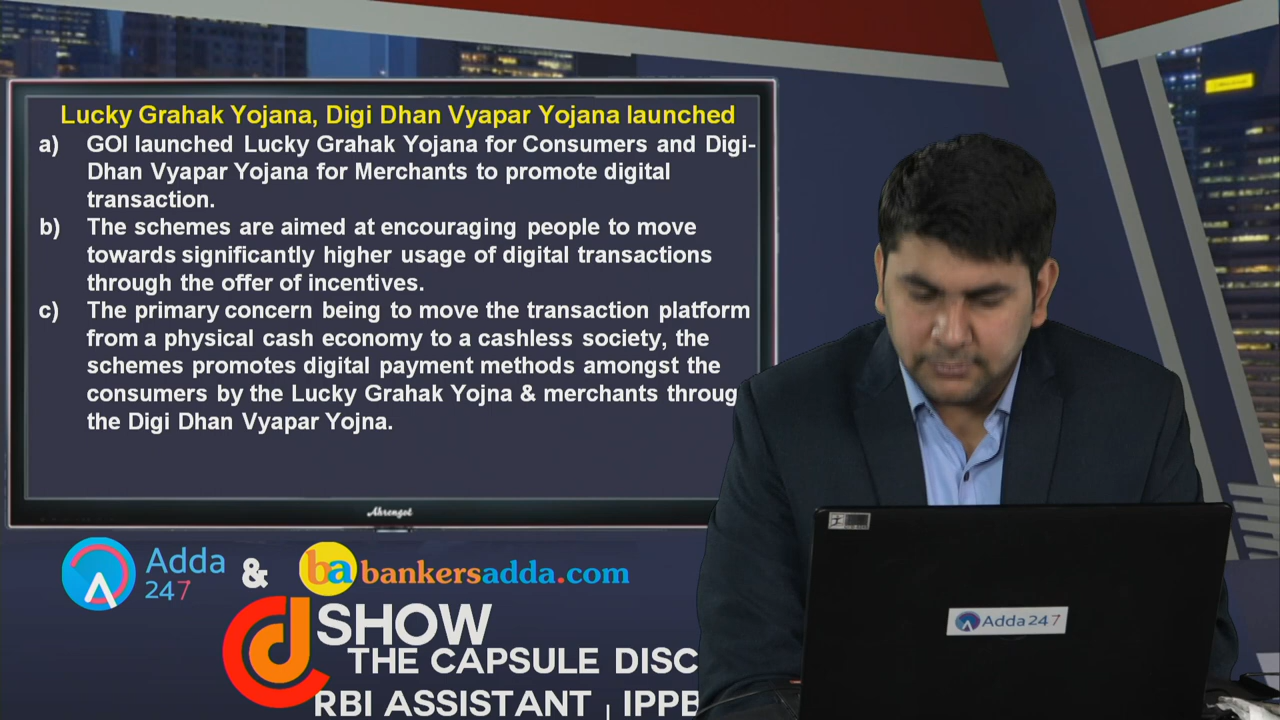 Lucky Grahak Yojana, Digi Dhan Vyapar Yojana launched
a) GOI launched Lucky Grahak Yojana for Consumers and Digi-
Dhan Vyapar Yojana for Merchants to promote digital
transaction.
b) The schemes are aimed at encouraging people to move
towards significantly higher usage of digital transactions
through the offer of incentives.
c) The primary concern being to move the transaction platform
from a physical cash economy to a cashless society, the
schemes promotes digital payment methods amongst the
consumers by the Lucky Grahak Yojna & merchants throug
the Digi Dhan Vyapar Yojna.
Ahrengot
Adda
247
&
ba bankersadda.com
cd SHOW
THE CAPSULE DISC
RBI ASSISTANT | IPPB
Adda247